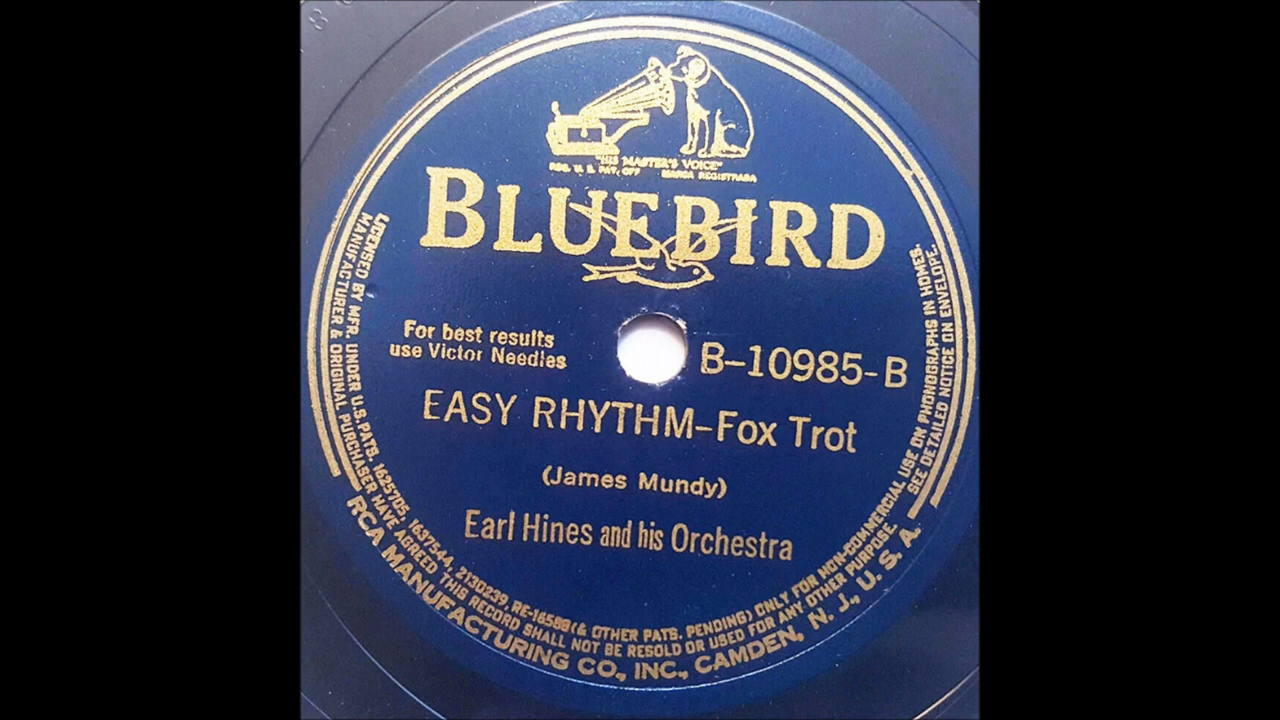 "HIS MASTER'S VOICE"
REG. U. S. PAT. OFF. MARCA REGISTRADA
BLUEBIRD
For best results
use Victor Needles
B-10985-B
EASY RHYTHM-Fox Trot
(James Mundy)
Earl Hines and his Orchestra
LICENSED BY MFR. UNDER U.S. PATS. 1625705, 1637544, 2130239, RE-16588 (& OTHER PATS. PENDING) ONLY FOR NON-COMMERCIAL USE ON PHONOGRAPHS IN HOMES.
MANUFACTURER & ORIGINAL PURCHASER HAVE AGREED THIS RECORD SHALL NOT BE RESOLD OR USED FOR ANY OTHER PURPOSE. SEE DETAILED NOTICE ON ENVELOPE.
RCA MANUFACTURING CO., INC., CAMDEN, N. J., U. S. A.